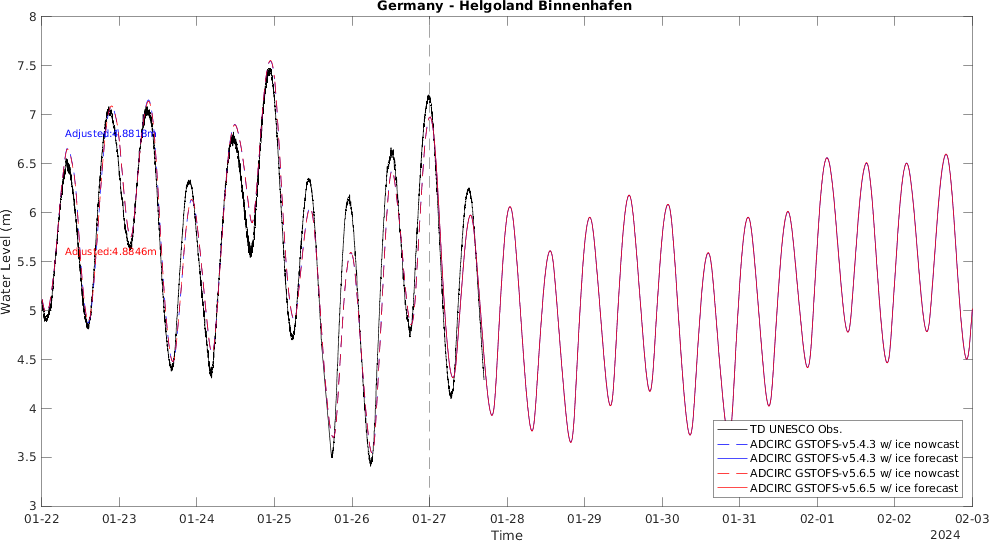 Germany - Helgoland Binnenhafen
8
7.5
7
Adjusted:4.8813m
6.5
6
Adjusted:4.8846m
5.5
5
4.5
4
3.5
3
Water Level (m)
TD UNESCO Obs.
ADCIRC GSTOFS-v5.4.3 w/ ice nowcast
ADCIRC GSTOFS-v5.4.3 w/ ice forecast
ADCIRC GSTOFS-v5.6.5 w/ ice nowcast
ADCIRC GSTOFS-v5.6.5 w/ ice forecast
01-22 01-23 01-24 01-25 01-26 01-27 01-28 01-29 01-30 01-31 02-01 02-02 02-03
Time
2024